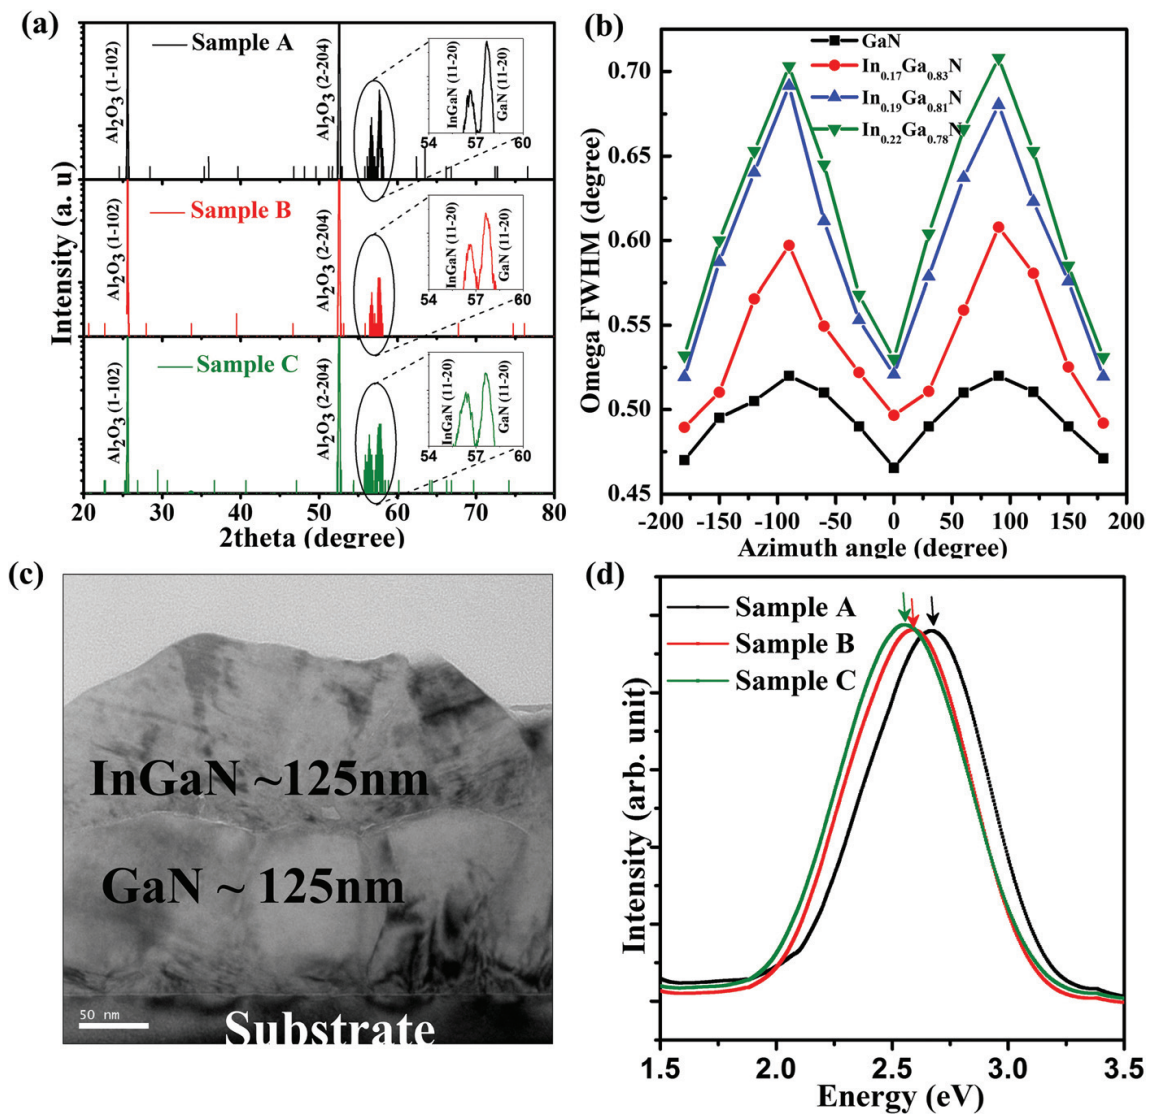 (a)
Intensity (a. u)
Sample A
Al2O3 (1-102)
Al2O3 (2-204)
InGaN (11-20)
GaN (11-20)
54 57 60
Sample B
Al2O3 (1-102)
Al2O3 (2-204)
InGaN (11-20)
GaN (11-20)
54 57 60
Sample C
Al2O3 (1-102)
Al2O3 (2-204)
InGaN (11-20)
GaN (11-20)
54 57 60
20 30 40 50 60 70 80
2theta (degree)
(b)
Omega FWHM (degree)
GaN
In0.17Ga0.83N
In0.19Ga0.81N
In0.22Ga0.78N
0.70
0.65
0.60
0.55
0.50
0.45
-200 -150 -100 -50 0 50 100 150 200
Azimuth angle (degree)
(c)
InGaN ~125nm
GaN ~ 125nm
50 nm
Substrate
(d)
Intensity (arb. unit)
Sample A
Sample B
Sample C
1.5 2.0 2.5 3.0 3.5
Energy (eV)